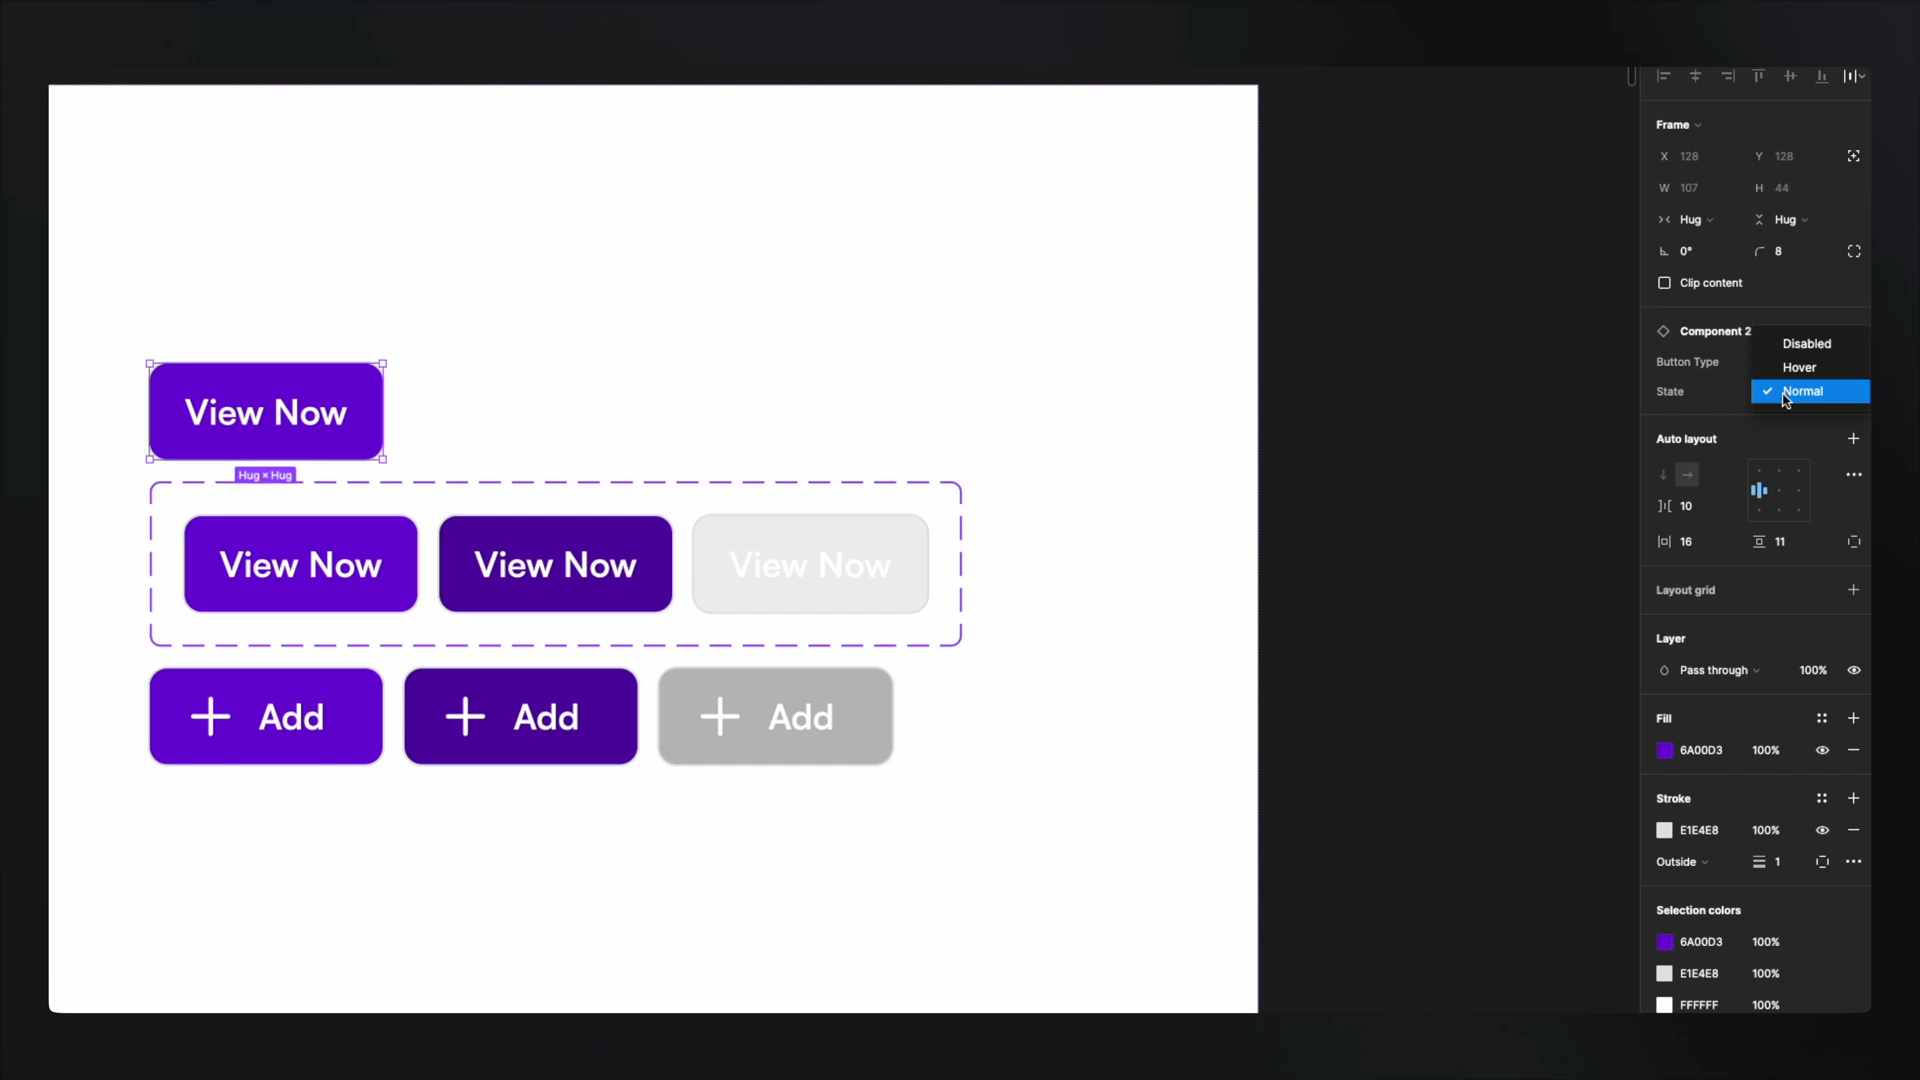 View Now
Hug × Hug
View Now
View Now
View Now
Add
Add
Add
Frame
X 128
Y 128
W 107
H 44
Hug
Hug
0°
8
Clip content
Component 2
Button Type
State
Disabled
Hover
Normal
Auto layout
10
16
11
Layout grid
Layer
Pass through
100%
Fill
6A00D3
100%
Stroke
E1E4E8
100%
Outside
1
Selection colors
6A00D3
100%
E1E4E8
100%
FFFFFF
100%